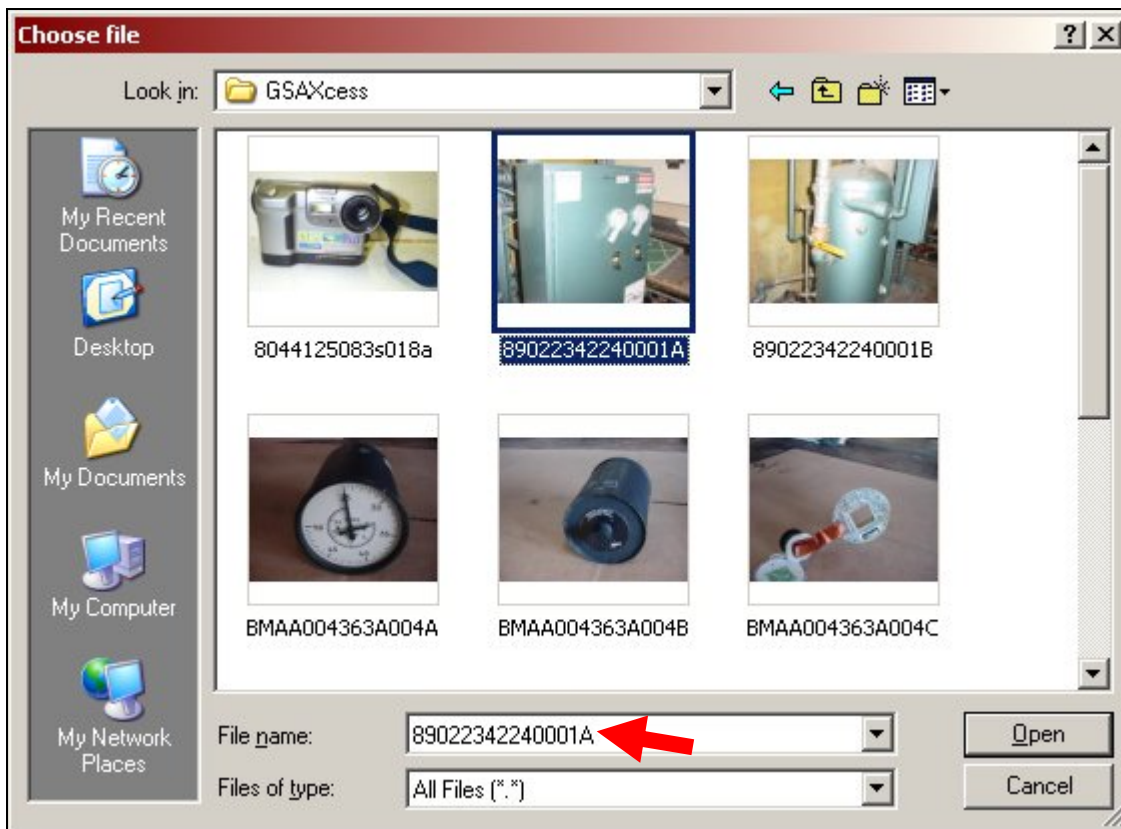 Choose file
Look in:
GSAXcess
My Recent
Documents
Desktop
My Documents
My Computer
My Network
Places
8044125083s018a
89022342240001A
89022342240001B
BMAA004363A004A
BMAA004363A004B
BMAA004363A004C
File name:
89022342240001A
Open
Files of type:
All Files (*.*)
Cancel